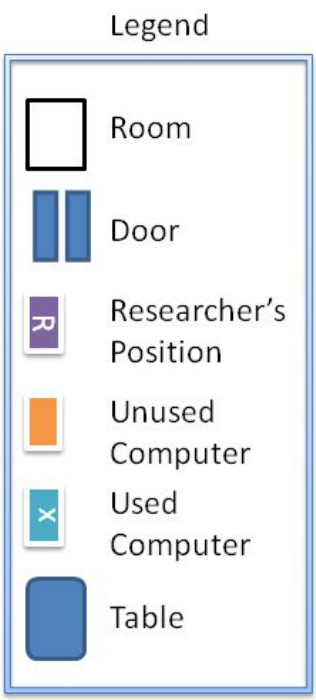 Legend
Room
Door
R
Researcher's
Position
Unused
Computer
X
Used
Computer
Table